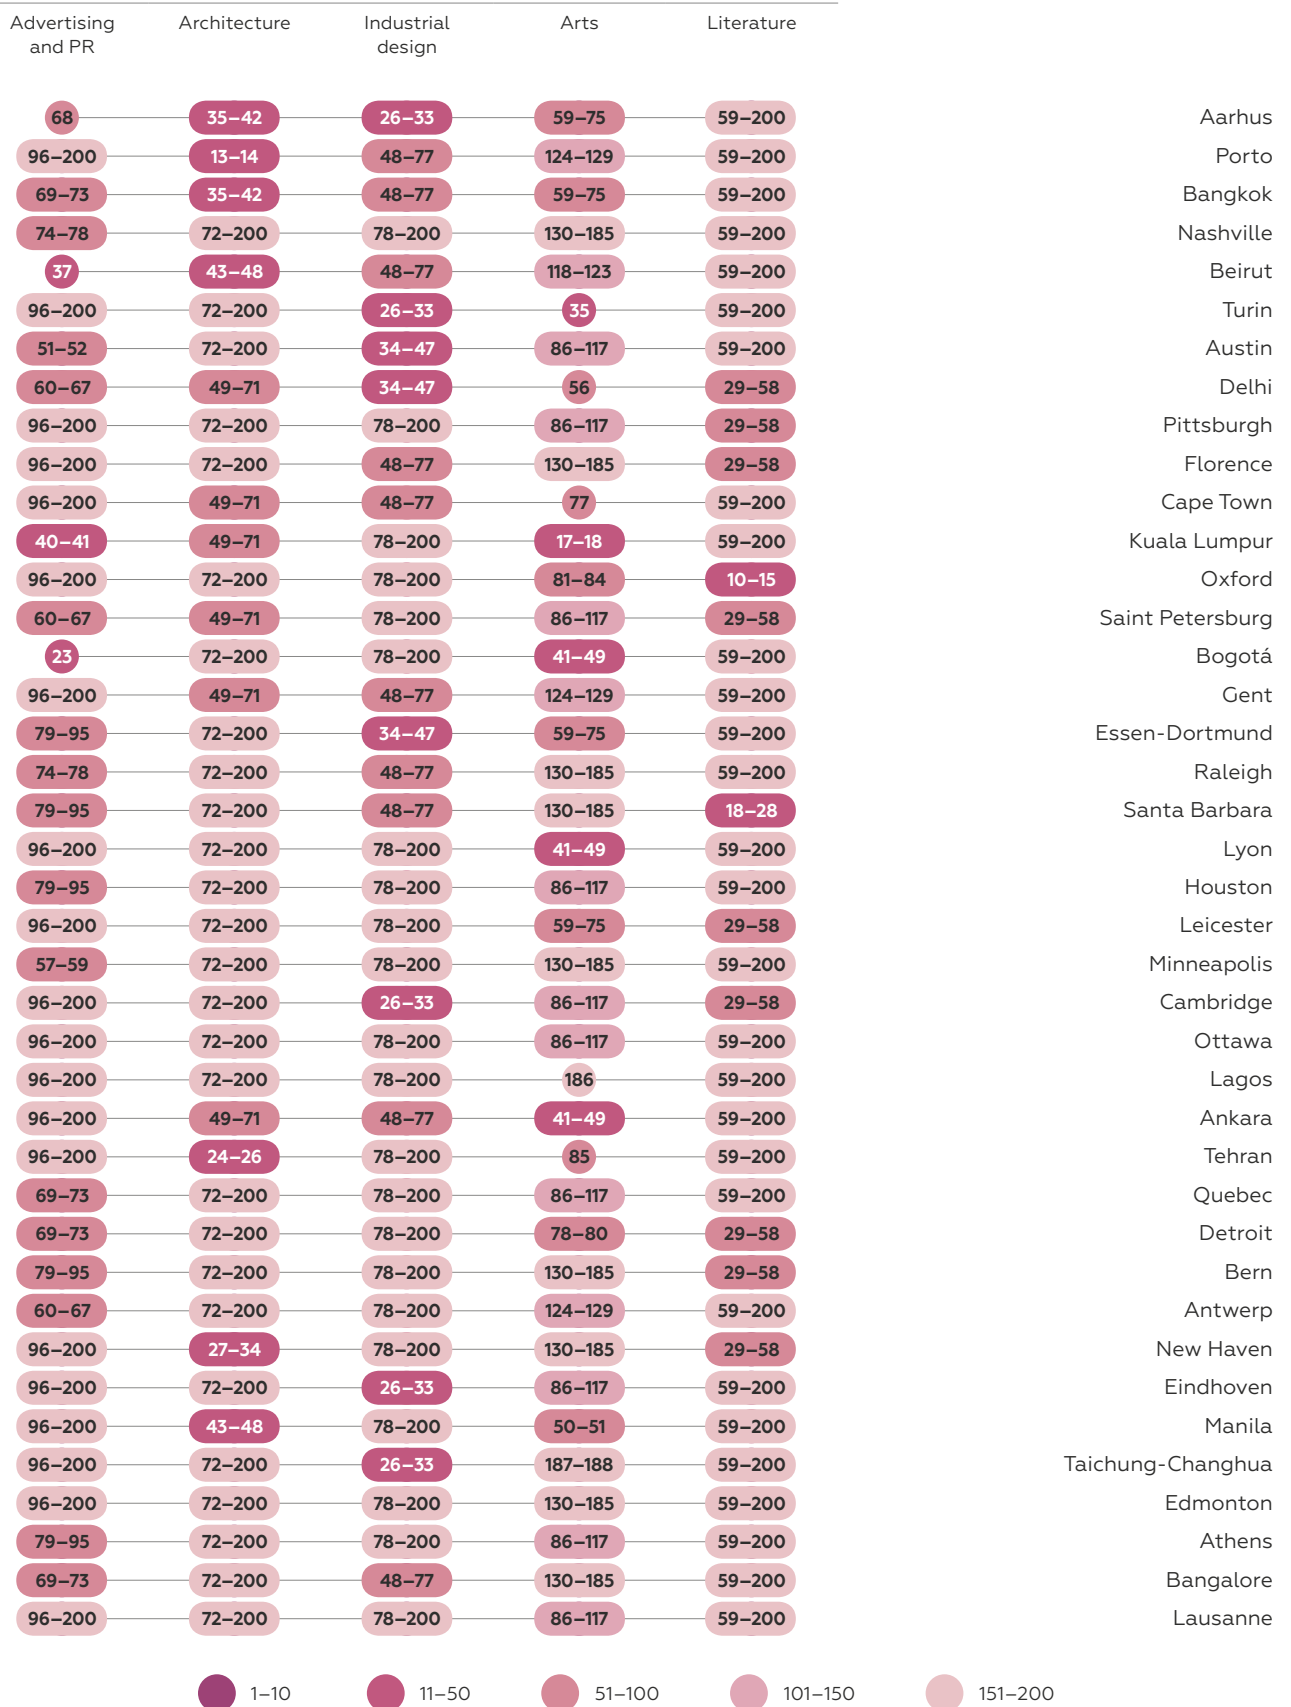 Advertising and PR Architecture Industrial design Arts Literature
68 35–42 26–33 59–75 59–200 Aarhus
96–200 13–14 48–77 124–129 59–200 Porto
69–73 35–42 48–77 59–75 59–200 Bangkok
74–78 72–200 78–200 130–185 59–200 Nashville
37 43–48 48–77 118–123 59–200 Beirut
96–200 72–200 26–33 35 59–200 Turin
51–52 72–200 34–47 86–117 59–200 Austin
60–67 49–71 34–47 56 29–58 Delhi
96–200 72–200 78–200 86–117 29–58 Pittsburgh
96–200 72–200 48–77 130–185 29–58 Florence
96–200 49–71 48–77 77 59–200 Cape Town
40–41 49–71 78–200 17–18 59–200 Kuala Lumpur
96–200 72–200 78–200 81–84 10–15 Oxford
60–67 49–71 78–200 86–117 29–58 Saint Petersburg
23 72–200 78–200 41–49 59–200 Bogotá
96–200 49–71 48–77 124–129 59–200 Gent
79–95 72–200 34–47 59–75 59–200 Essen-Dortmund
74–78 72–200 48–77 130–185 59–200 Raleigh
79–95 72–200 48–77 130–185 18–28 Santa Barbara
96–200 72–200 78–200 41–49 59–200 Lyon
79–95 72–200 78–200 86–117 59–200 Houston
96–200 72–200 78–200 59–75 29–58 Leicester
57–59 72–200 78–200 130–185 59–200 Minneapolis
96–200 72–200 26–33 86–117 29–58 Cambridge
96–200 72–200 78–200 86–117 59–200 Ottawa
96–200 72–200 78–200 186 59–200 Lagos
96–200 49–71 48–77 41–49 59–200 Ankara
96–200 24–26 78–200 85 59–200 Tehran
69–73 72–200 78–200 86–117 59–200 Quebec
69–73 72–200 78–200 78–80 29–58 Detroit
79–95 72–200 78–200 130–185 29–58 Bern
60–67 72–200 78–200 124–129 59–200 Antwerp
96–200 27–34 78–200 130–185 29–58 New Haven
96–200 72–200 26–33 86–117 59–200 Eindhoven
96–200 43–48 78–200 50–51 59–200 Manila
96–200 72–200 26–33 187–188 59–200 Taichung-Changhua
96–200 72–200 78–200 130–185 59–200 Edmonton
79–95 72–200 78–200 86–117 59–200 Athens
69–73 72–200 48–77 130–185 59–200 Bangalore
96–200 72–200 78–200 86–117 59–200 Lausanne
1–10 11–50 51–100 101–150 151–200